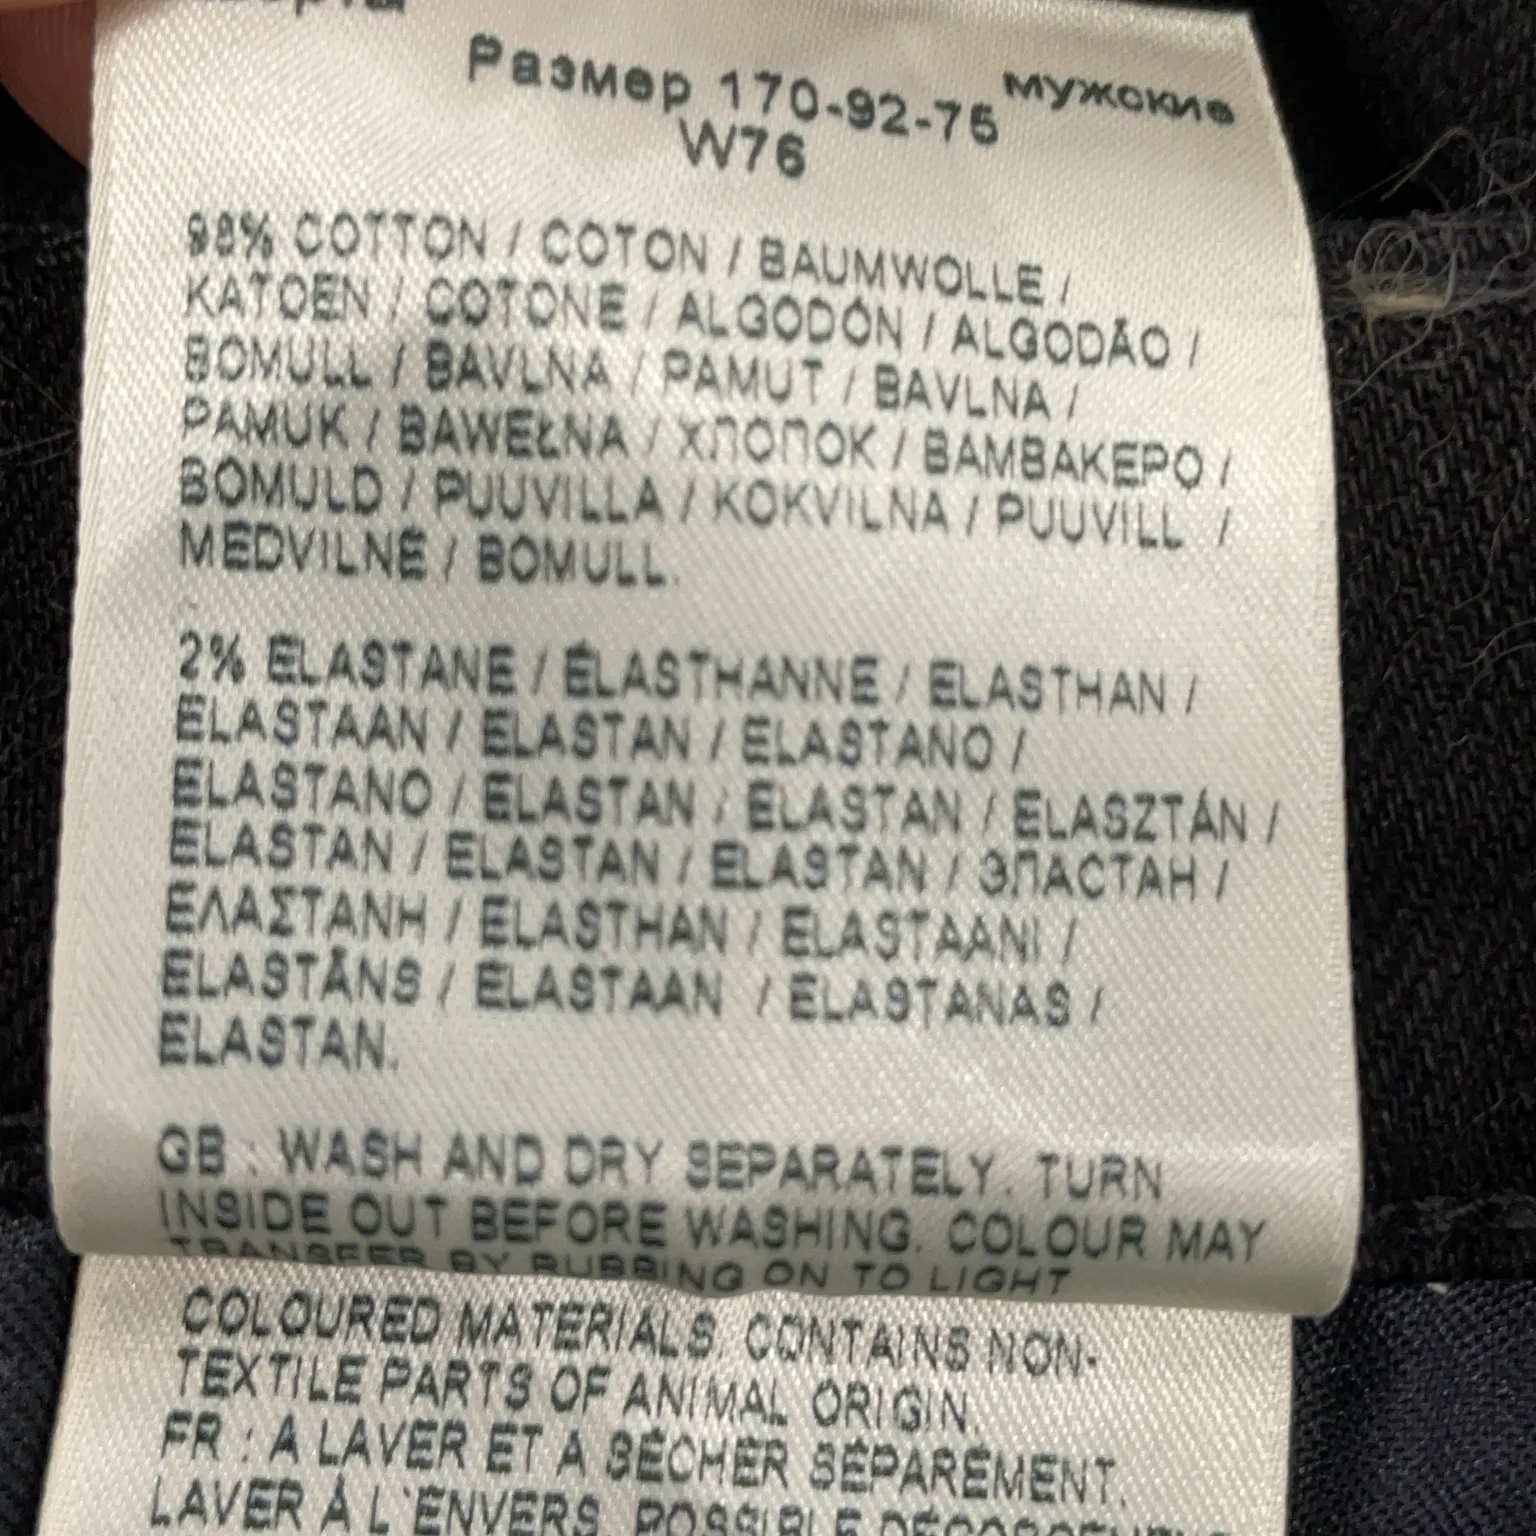 Размер 170-92-75 мужские
W76
98% COTTON / COTON / BAUMWOLLE /
KATOEN / COTONE / ALGODÓN / ALGODÃO /
BOMULL / BAVLNA / PAMUT / BAVLNA /
PAMUK / BAWEŁNA / ХЛОПОК / ΒΑΜΒΑΚΕΡΟ /
BOMULD / PUUVILLA / KOKVILNA / PUUVILL /
MEDVILNĖ / BOMULL.
2% ELASTANE / ÉLASTHANNE / ELASTHAN /
ELASTAAN / ELASTAN / ELASTANO /
ELASTANO / ELASTAN / ELASTAN / ELASZTÁN /
ELASTAN / ELASTAN / ELASTAN / ЭЛАСТАН /
ΕΛΑΣΤΑΝΗ / ELASTHAN / ELASTAANI /
ELASTĀNS / ELASTAAN / ELASTANAS /
ELASTAN.
GB : WASH AND DRY SEPARATELY. TURN
INSIDE OUT BEFORE WASHING. COLOUR MAY
TRANSFER BY RUBBING ON TO LIGHT
COLOURED MATERIALS. CONTAINS NON-
TEXTILE PARTS OF ANIMAL ORIGIN.
FR : A LAVER ET A SÉCHER SÉPARÉMENT.
LAVER À L'ENVERS. POSSIBLE